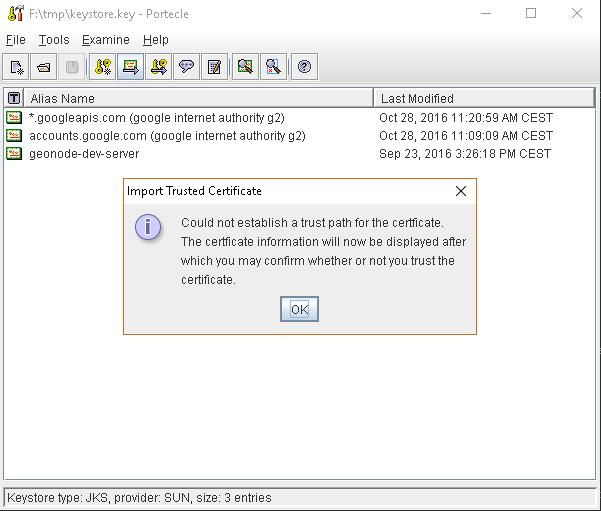 F:\tmp\keystore.key - Portecle
File Tools Examine Help
T Alias Name Last Modified
*.googleapis.com (google internet authority g2) Oct 28, 2016 11:20:59 AM CEST
accounts.google.com (google internet authority g2) Oct 28, 2016 11:09:09 AM CEST
geonode-dev-server Sep 23, 2016 3:26:18 PM CEST
Import Trusted Certificate
Could not establish a trust path for the certficate.
The certficate information will now be displayed after
which you may confirm whether or not you trust the
certificate.
OK
Keystore type: JKS, provider: SUN, size: 3 entries